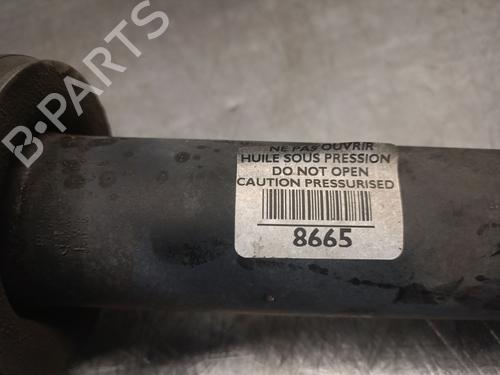 B-PARTS
NE PAS OUVRIR
HUILE SOUS PRESSION
DO NOT OPEN
CAUTION PRESSURISED
8665